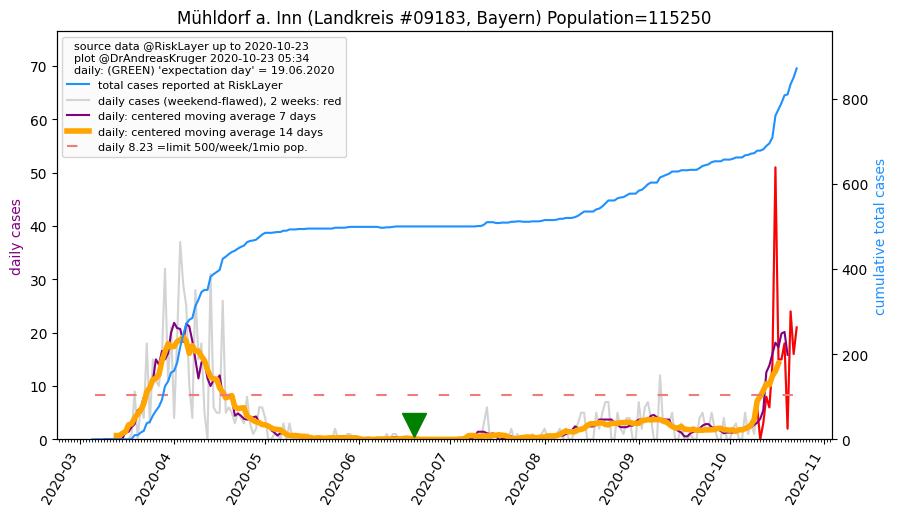 Mühldorf a. Inn (Landkreis #09183, Bayern) Population=115250
source data @RiskLayer up to 2020-10-23
plot @DrAndreasKruger 2020-10-23 05:34
daily: (GREEN) 'expectation day' = 19.06.2020
total cases reported at RiskLayer
daily cases (weekend-flawed), 2 weeks: red
daily: centered moving average 7 days
daily: centered moving average 14 days
daily 8.23 =limit 500/week/1mio pop.
daily cases
70
60
50
40
30
20
10
0
cumulative total cases
800
600
400
200
0
2020-03
2020-04
2020-05
2020-06
2020-07
2020-08
2020-09
2020-10
2020-11